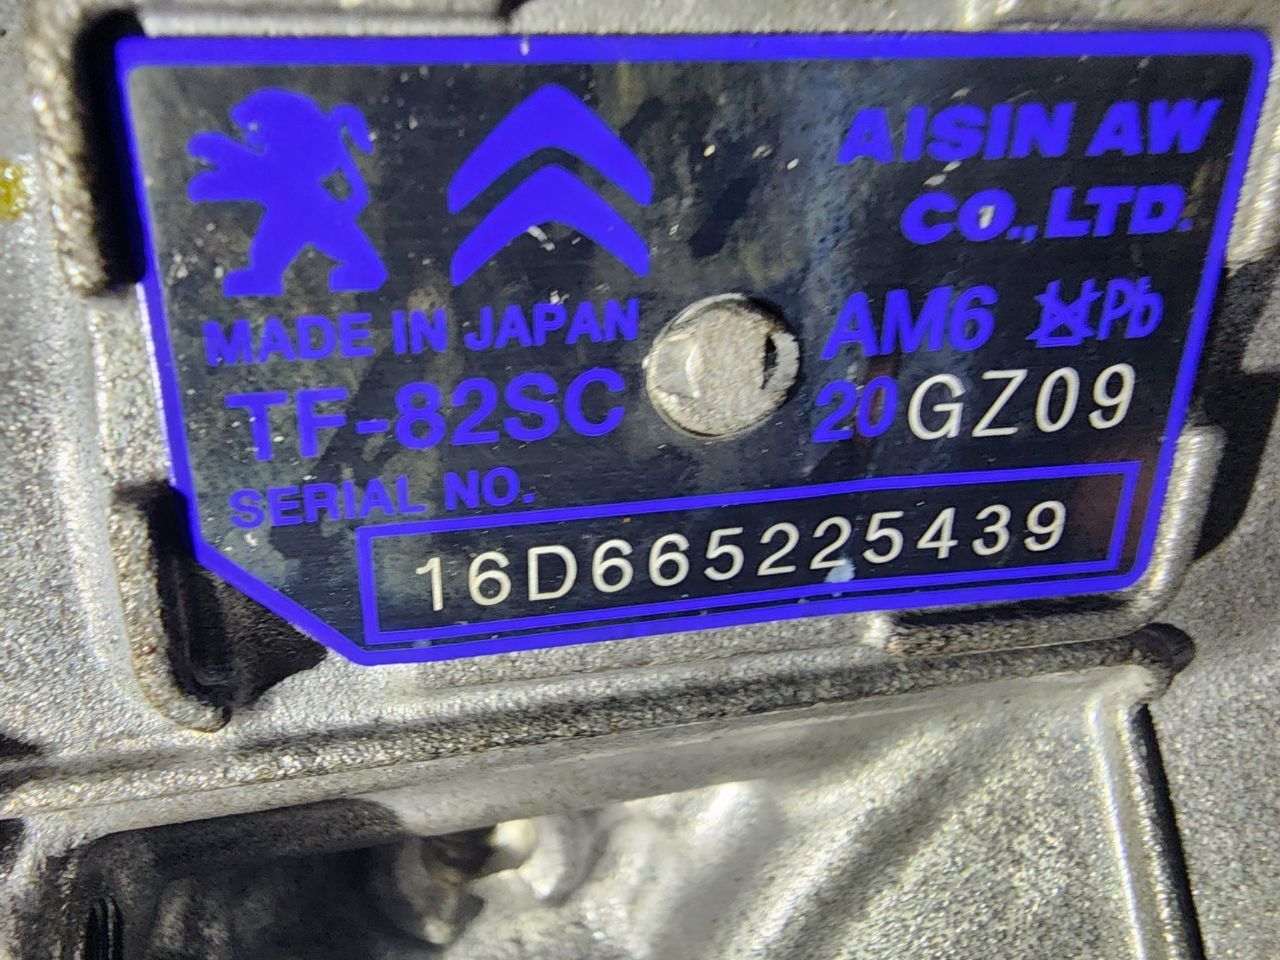 AISIN AW
CO.,LTD.
MADE IN JAPAN
AM6 Pb
TF-82SC
20GZ09
SERIAL NO.
16D665225439